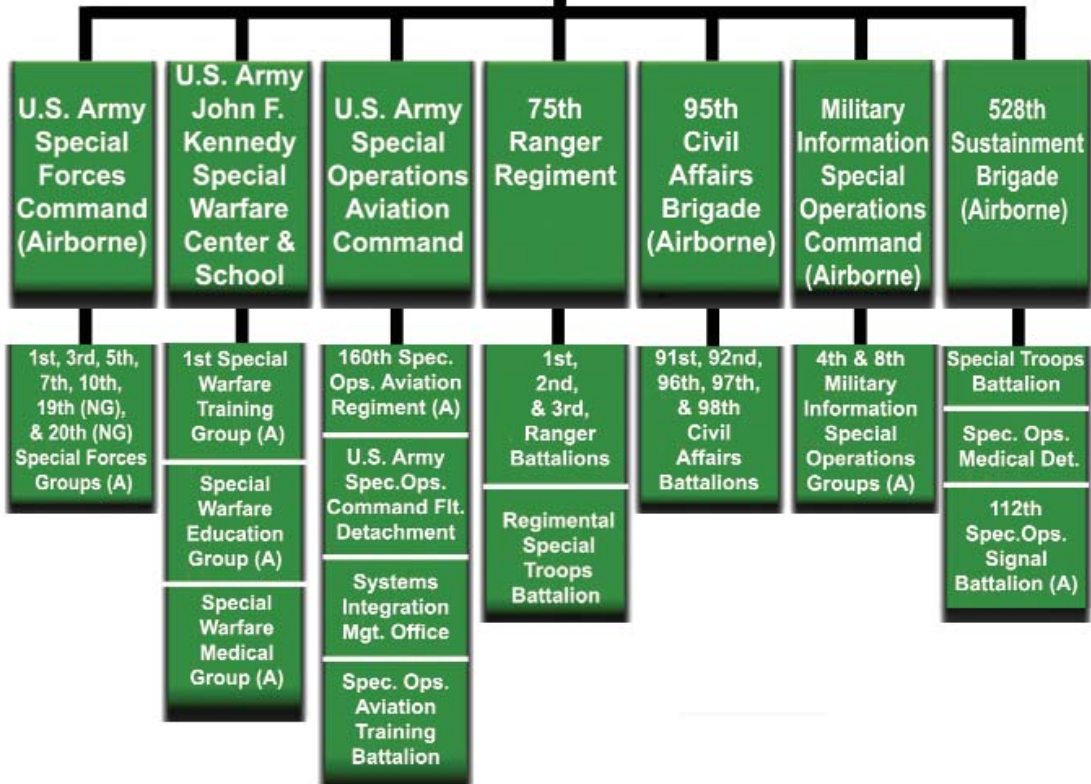 U.S. Army
Special
Forces
Command
(Airborne)
U.S. Army
John F.
Kennedy
Special
Warfare
Center &
School
U.S. Army
Special
Operations
Aviation
Command
75th
Ranger
Regiment
95th
Civil
Affairs
Brigade
(Airborne)
Military
Information
Special
Operations
Command
(Airborne)
528th
Sustainment
Brigade
(Airborne)
1st, 3rd, 5th,
7th, 10th,
19th (NG),
& 20th (NG)
Special Forces
Groups (A)
1st Special
Warfare
Training
Group (A)
Special
Warfare
Education
Group (A)
Special
Warfare
Medical
Group (A)
160th Spec.
Ops. Aviation
Regiment (A)
U.S. Army
Spec.Ops.
Command Flt.
Detachment
Systems
Integration
Mgt. Office
Spec. Ops.
Aviation
Training
Battalion
1st,
2nd,
& 3rd,
Ranger
Battalions
Regimental
Special
Troops
Battalion
91st, 92nd,
96th, 97th,
& 98th
Civil
Affairs
Battalions
4th & 8th
Military
Information
Special
Operations
Groups (A)
Special Troops
Battalion
Spec. Ops.
Medical Det.
112th
Spec.Ops.
Signal
Battalion (A)